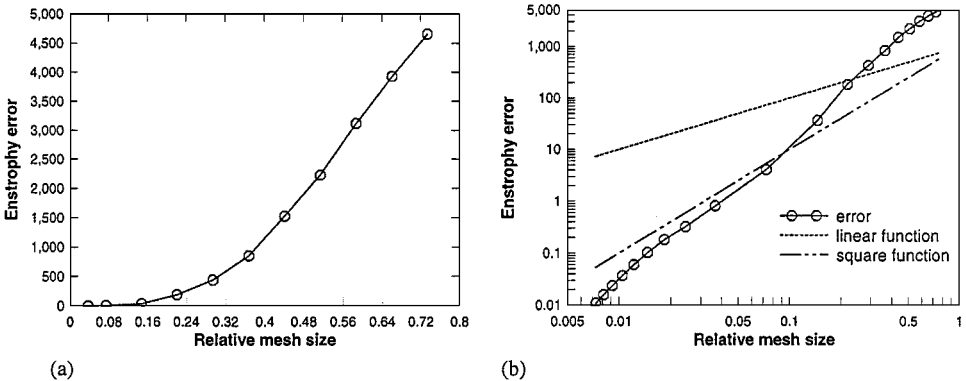 5,000
4,500
4,000
3,500
3,000
2,500
2,000
1,500
1,000
500
0
Enstrophy error
0 0.08 0.16 0.24 0.32 0.4 0.48 0.56 0.64 0.72 0.8
Relative mesh size
(a)
5,000
1,000
100
10
1
0.1
0.01
Enstrophy error
error
linear function
square function
0.005 0.01 0.05 0.1 0.5 1
Relative mesh size
(b)